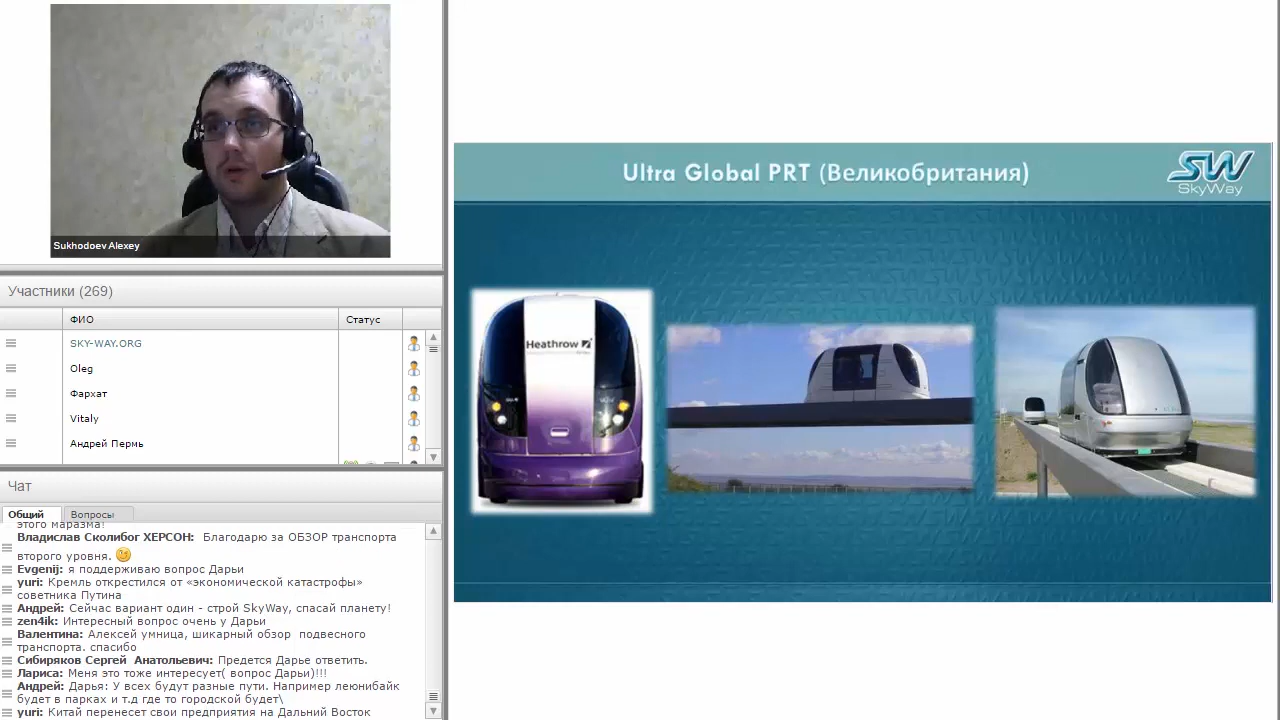 Sukhodoev Alexey
Участники (269)
ФИО
Статус
SKY-WAY.ORG
Oleg
Фархат
Vitaly
Андрей Пермь
Чат
Общий
Вопросы
этого маразма!
Владислав Сколибог ХЕРСОН: Благодарю за ОБЗОР транспорта
второго уровня.
Evgenij: я поддерживаю вопрос Дарьи
yuri: Кремль открестился от «экономической катастрофы»
советника Путина
Андрей: Сейчас вариант один - строй SkyWay, спасай планету!
zen4ik: Интересный вопрос очень у Дарьи
Валентина: Алексей умница, шикарный обзор подвесного
транспорта. спасибо
Сибиряков Сергей Анатольевич: Предется Дарье ответить.
Лариса: Меня это тоже интересует( вопрос Дарьи)!!!
Андрей: Дарья: У всех будут разные пути. Например леюнибайк
будет в парках и т.д где то городской будет\
yuri: Китай перенесет свои предприятия на Дальний Восток
Ultra Global PRT (Великобритания)
SW
SkyWay
Heathrow